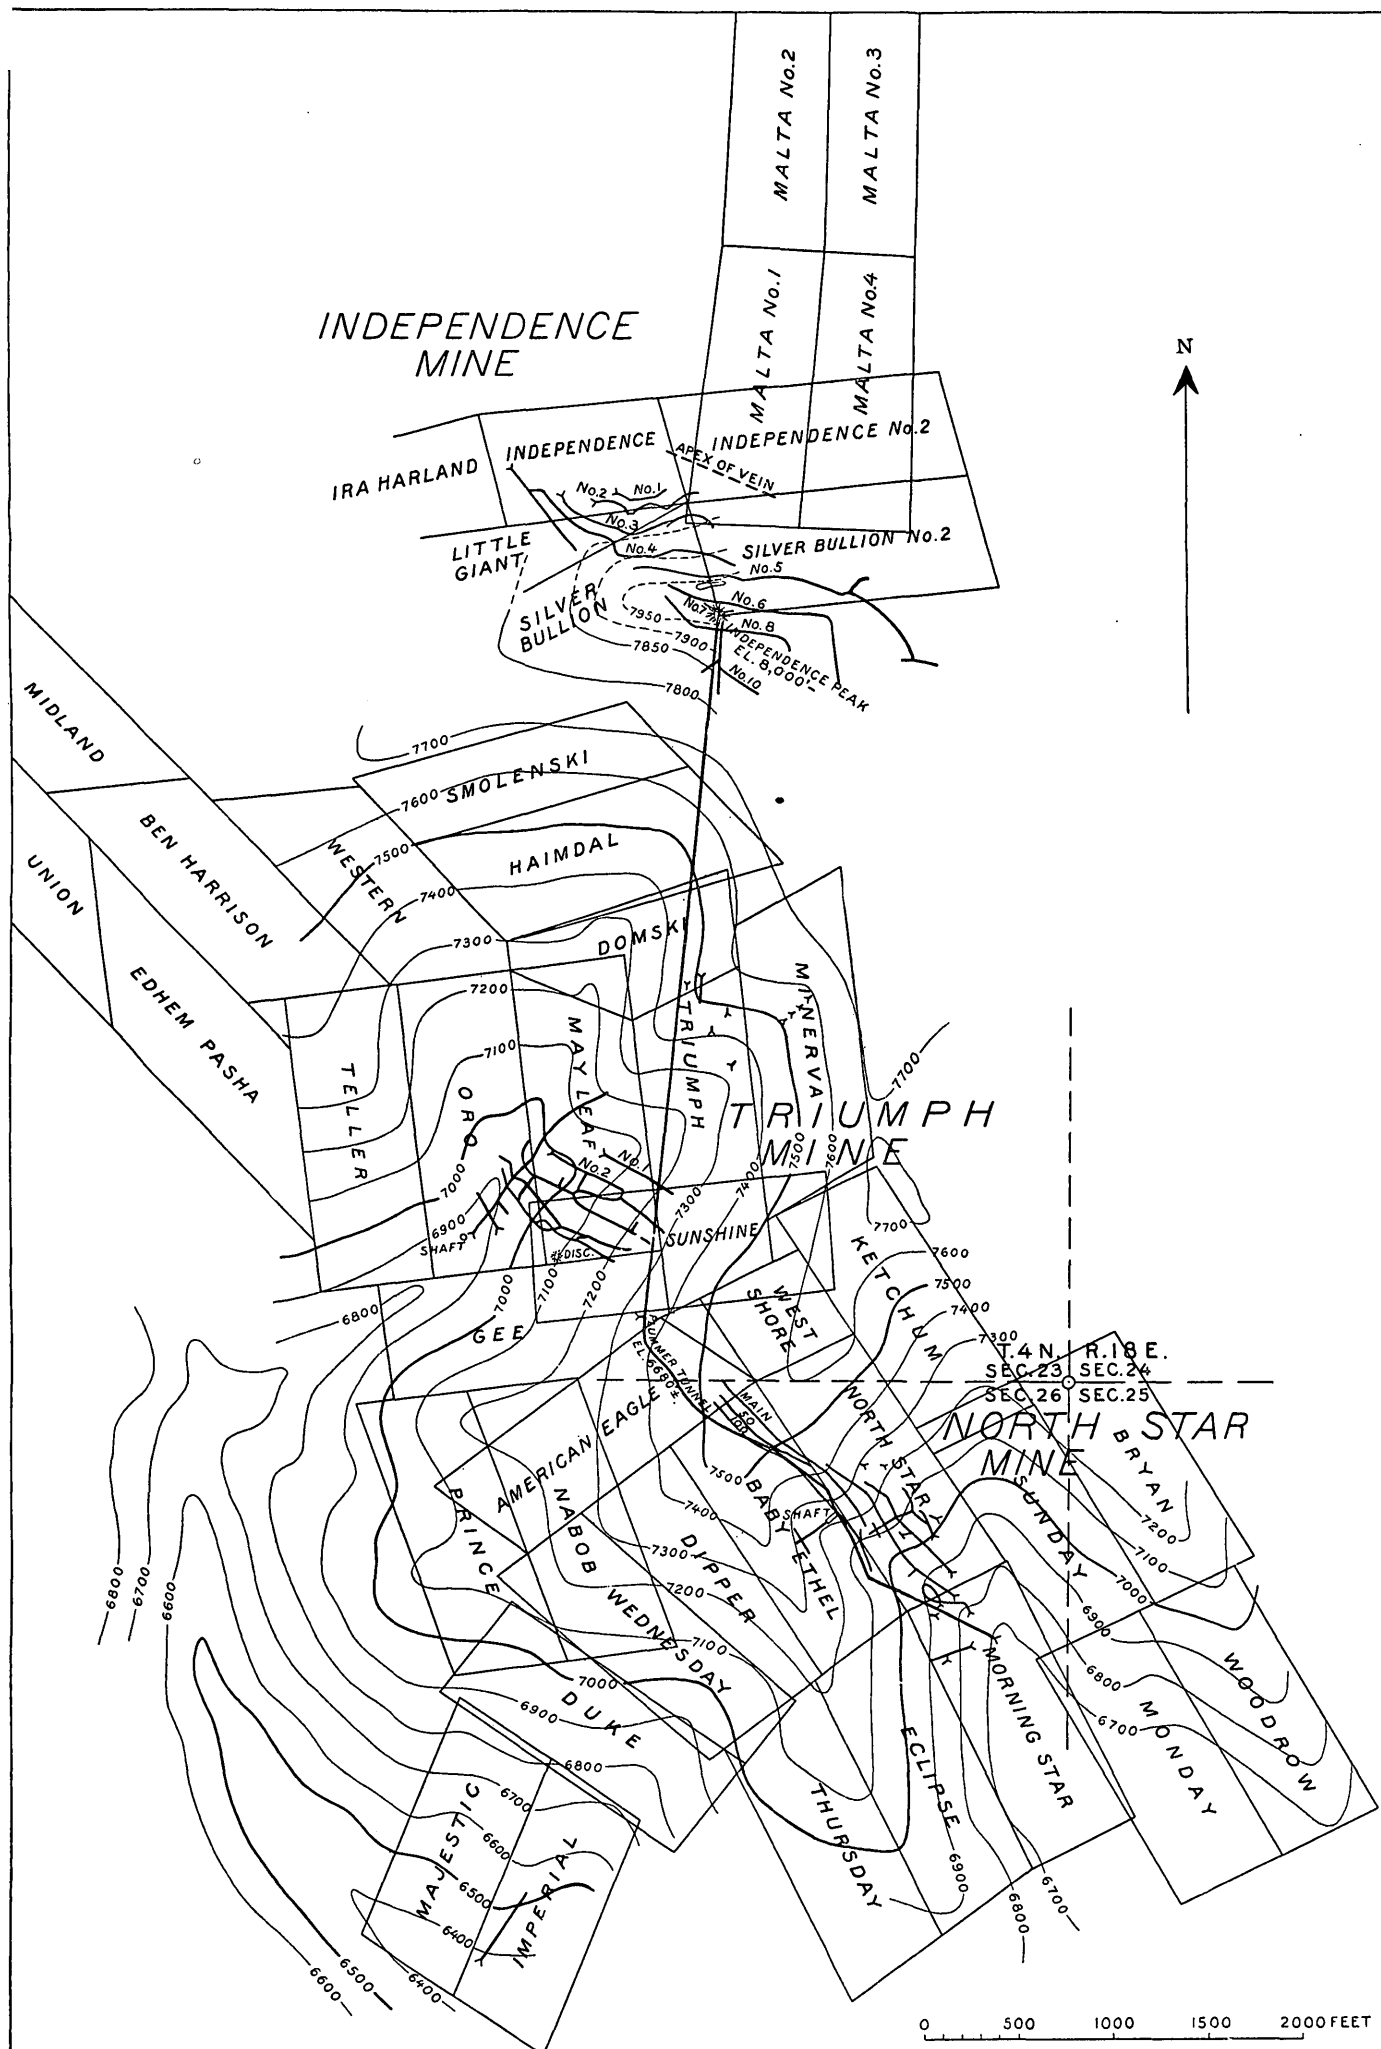 MALTA No.2
MALTA No.3
MALTA No.1
MALTA No.4
INDEPENDENCE
MINE
N
IRA HARLAND
INDEPENDENCE
INDEPENDENCE No.2
APEX OF VEIN
No.2
No.1
No.3
LITTLE
GIANT
No.4
SILVER BULLION No.2
No.5
SILVER
BULLION
No.6
No.7
No.8
7950
7900
7850
INDEPENDENCE PEAK
EL. 8,000'
No.10
7800
MIDLAND
7700
SMOLENSKI
7600
BEN HARRISON
WESTERN
7500
HAIMDAL
UNION
7400
7300
DOMSKI
EDHEM PASHA
7200
MAY LEAF
TRIUMPH
MINERVA
7100
TELLER
ORO
7700
TRIUMPH
MINE
7500
7600
No.1
No.2
7000
7400
7300
6900
SHAFT
DISC.
SUNSHINE
7700
KETCHUM
7600
7500
7400
7300
7000
7100
7200
6800
GEE
WEST
SHORE
T.4 N. R.18 E.
SEC.23 SEC.24
SEC.26 SEC.25
PLUMMER TUNNEL
EL. 6680±.
MAIN
50
100
AMERICAN EAGLE
NORTH STAR
NORTH STAR
MINE
BRYAN
7500
BABY ETHEL
SHAFT
SUNDAY
7400
PRINCE
NABOB
DIPPER
7300
7200
7200
7100
7000
6900
WEDNESDAY
7100
6800
6700
6600
7000
DUKE
6900
MORNING STAR
6800
6700
MONDAY
WOODROW
6800
ECLIPSE
THURSDAY
6700
MAJESTIC
6600
IMPERIAL
6500
6400
6900
6800
6700
6600
6500
6400
0 500 1000 1500 2000 FEET